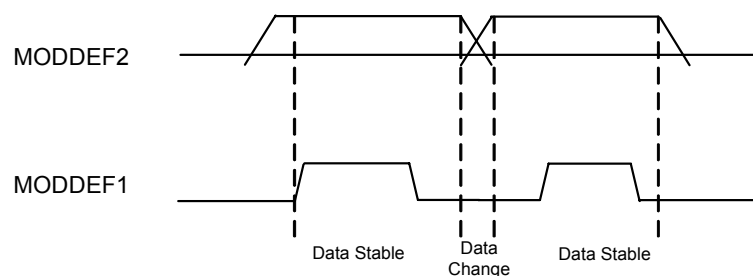 MODDEF2
MODDEF1
Data Stable
Data
Change
Data Stable